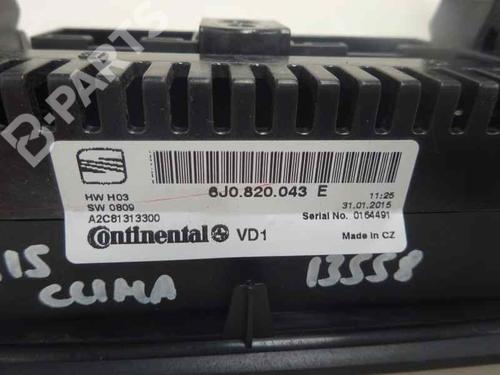 6J0.820.043 E
HW H03
SW 0809
A2C81313300
11:25
31.01.2015
Serial No. 0164491
Continental VD1
Made in CZ
CLIMA
13558